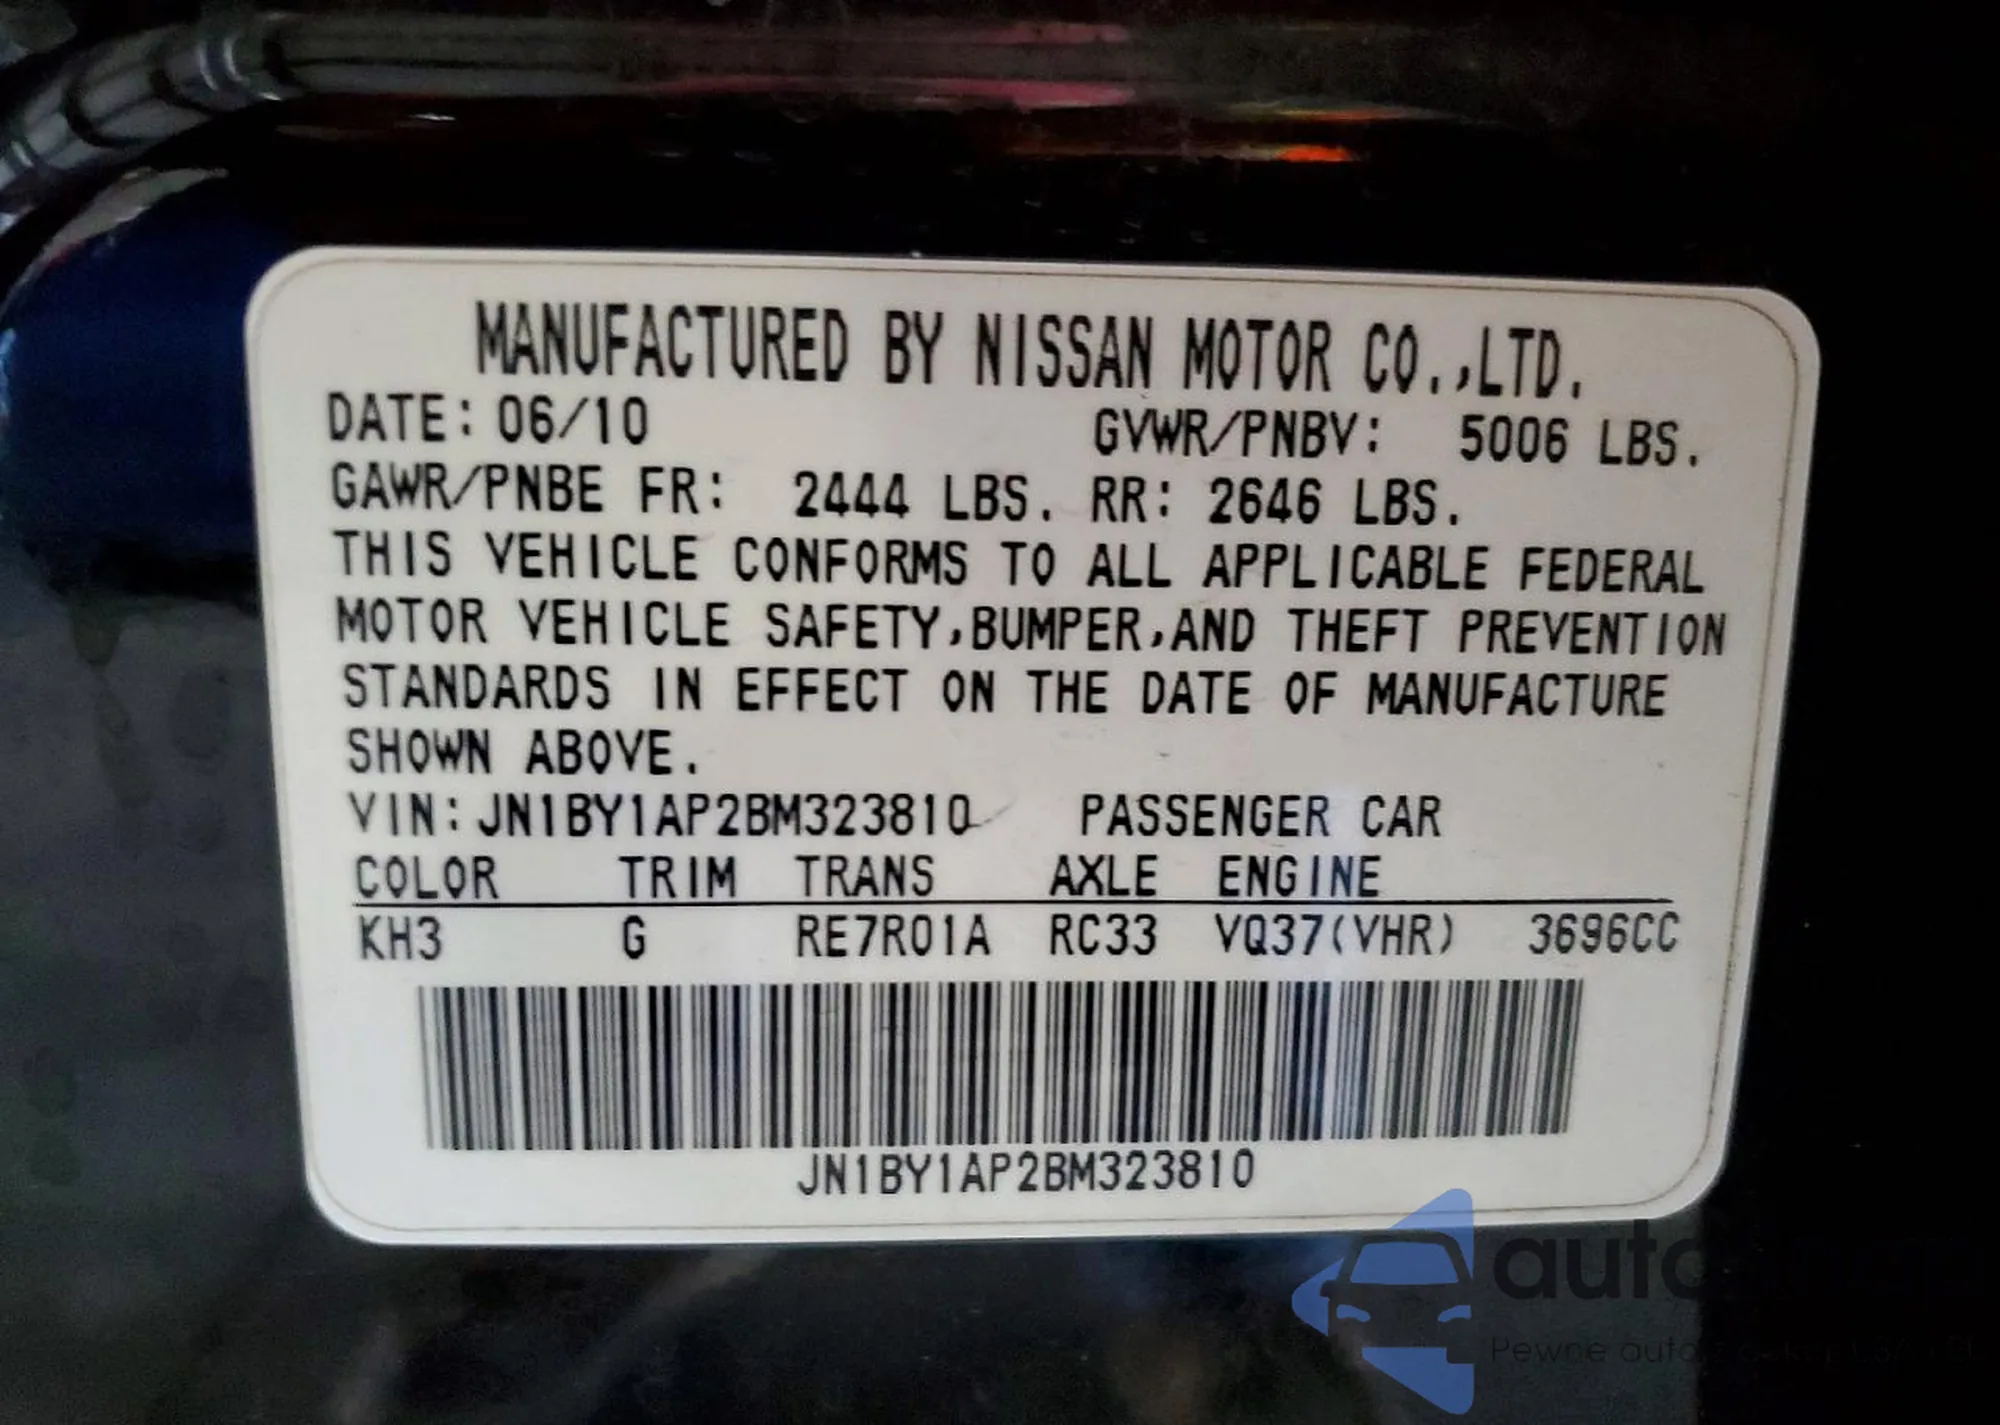 MANUFACTURED BY NISSAN MOTOR CO.,LTD.
DATE: 06/10 GVWR/PNBV: 5006 LBS.
GAWR/PNBE FR: 2444 LBS. RR: 2646 LBS.
THIS VEHICLE CONFORMS TO ALL APPLICABLE FEDERAL
MOTOR VEHICLE SAFETY,BUMPER,AND THEFT PREVENTION
STANDARDS IN EFFECT ON THE DATE OF MANUFACTURE
SHOWN ABOVE.
VIN:JN1BY1AP2BM323810 PASSENGER CAR
COLOR TRIM TRANS AXLE ENGINE
KH3 G RE7R01A RC33 VQ37(VHR) 3696CC
JN1BY1AP2BM323810
Pewne auto